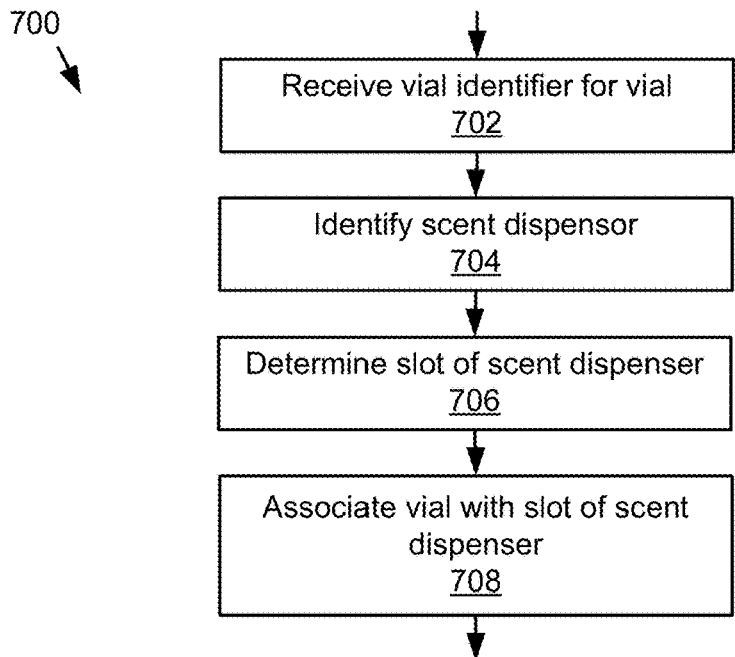 700
Receive vial identifier for vial
702
Identify scent dispensor
704
Determine slot of scent dispenser
706
Associate vial with slot of scent
dispenser
708